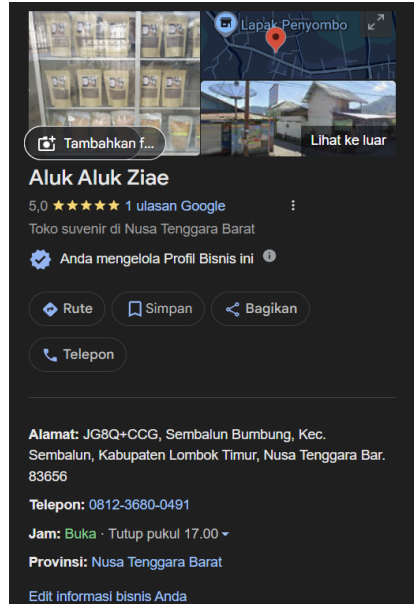 Lapak Penyombo
Tambahkan f...
Lihat ke luar
Aluk Aluk Ziae
5,0 ★★★★★ 1 ulasan Google
Toko suvenir di Nusa Tenggara Barat
Anda mengelola Profil Bisnis ini
Rute
Simpan
Bagikan
Telepon
Alamat: JG8Q+CCG, Sembalun Bumbung, Kec.
Sembalun, Kabupaten Lombok Timur, Nusa Tenggara Bar.
83656
Telepon: 0812-3680-0491
Jam: Buka · Tutup pukul 17.00
Provinsi: Nusa Tenggara Barat
Edit informasi bisnis Anda